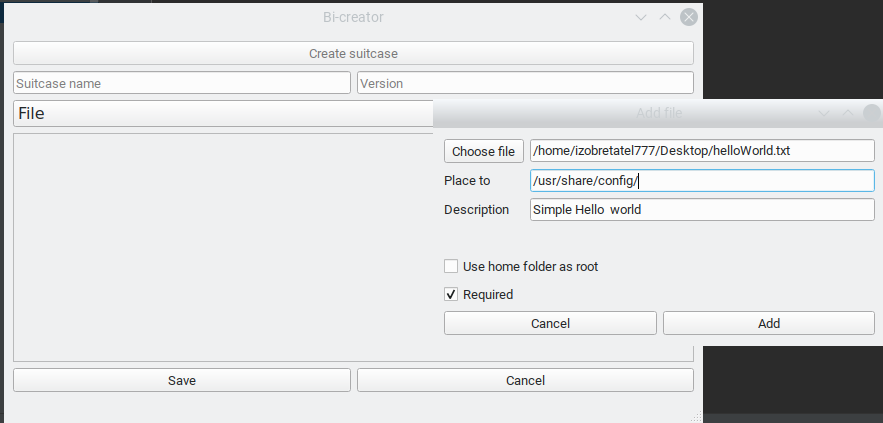 Bi-creator
Create suitcase
Suitcase name
Version
File
Add file
Choose file
/home/izobretatel777/Desktop/helloWorld.txt
Place to
/usr/share/config/
Description
Simple Hello  world
Use home folder as root
Required
Cancel
Add
Save
Cancel